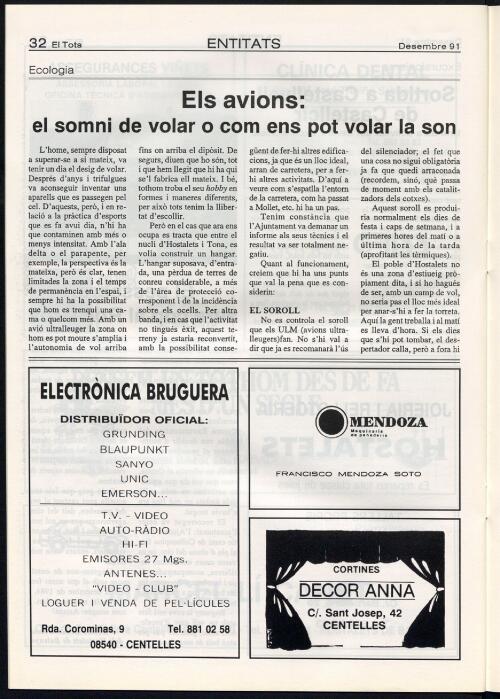 32 El Tota
ENTITATS
Desembre 91
Ecologia
Els avions:
el somni de volar o com ens pot volar la son
L'home, sempre disposat
a superar-se a si mateix, va
tenir un dia el desig de volar.
Després d'anys i trifulgues
va aconseguir inventar uns
aparells que es passegen pel
cel. D'aquests, però, i en re-
lació a la pràctica d'esports
que es fa avui dia, n'hi ha
que contaminen amb més o
menys intensitat. Amb l'ala
delta o el parapente, per
exemple, la perspectiva és la
mateixa, però és clar, tenen
limitades la zona i el temps
de permanència en l'espai, i
sempre hi ha la possibilitat
que hom es trenqui una ca-
ma o quelcom més. Amb un
avió ultralleuger la zona on
hom es pot moure s'amplia i
l'autonomia de vol arriba
fins on arriba el dipòsit. De
segurs, diuen que ho són, tot
i que hem llegit que hi ha qui
se'l fabrica ell mateix. I bé,
tothom troba el seu hobby en
formes i maneres diferents,
per això tots tenim la lliber-
tat d'escollir.
Però en el cas que ara ens
ocupa es tracta que entre el
nucli d'Hostalets i Tona, es
volia construir un hangar.
L'hangar suposava, d'entra-
da, una pèrdua de terres de
conreu considerable, a més
de l'àrea de protecció co-
rresponent i de la incidència
sobre els ocells. Per altra
banda, i en cas que l'activitat
no tingués èxit, aquest te-
rreny ja estaria reconvertit,
amb la possibilitat conse-
güent de fer-hi altres edifica-
cions, ja que és un lloc ideal,
arran de carretera, per a fer-
hi altres activitats. D'aquí a
veure com s'espatlla l'entorn
de la carretera, com ha passat
a Mollet, etc. hi ha un pas.
Tenim constància que
l'Ajuntament va demanar un
informe als seus tècnics i el
resultat va ser totalment ne-
gatiu.
Quant al funcionament,
creiem que hi ha uns punts
que val la pena que es con-
siderin:
EL SOROLL
No es controla el soroll
que els ULM (avions ultra-
lleugers)fan. No s'hi val a
dir que ja es recomanarà l'ús
del silenciador; el fet que
una cosa no sigui obligatòria
ja fa que quedi arraconada
(recordem, sinó, què passa
de moment amb els catalit-
zadors dels cotxes).
Aquest soroll es produi-
ria normalment els dies de
festa i caps de setmana, i a
primeres hores del matí o a
última hora de la tarda
(aprofitant les tèrmiques).
El poble d'Hostalets no
és una zona d'estiueig prò-
piament dita, i si ho hagués
de ser, amb un camp de vol,
no seria pas el lloc més ideal
per anar-s'hi a fer la torreta.
Aquí la gent treballa i al matí
es lleva d'hora. Si els dies
que s'hi pot tombar, el des-
pertador calla, però a fora hi
ELECTRÒNICA BRUGUERA
DISTRIBUÏDOR OFICIAL:
GRUNDING
BLAUPUNKT
SANYO
UNIC
EMERSON...
T.V. - VIDEO
AUTO-RÀDIO
HI-FI
EMISORES 27 Mgs.
ANTENES...
"VIDEO - CLUB"
LOGUER I VENDA DE PEL·LÍCULES
Rda. Corominas, 9 Tel. 881 02 58
08540 - CENTELLES
MENDOZA
Maquinaria
de panaderia
FRANCISCO MENDOZA SOTO
CORTINES
DECOR ANNA
C/. Sant Josep, 42
CENTELLES